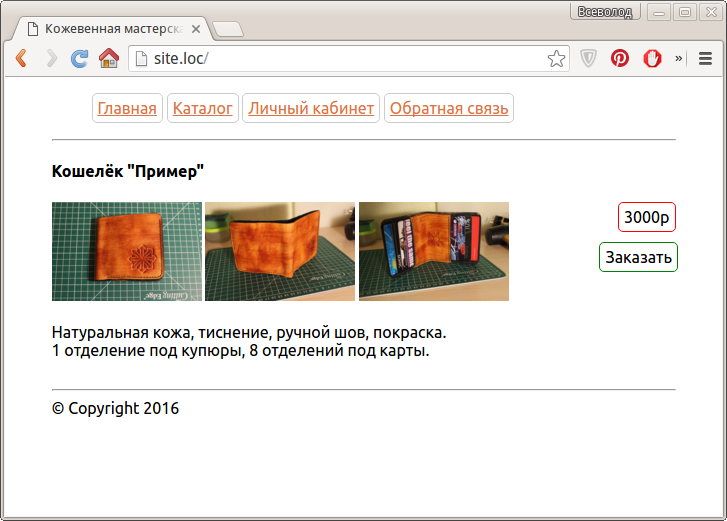 Всеволод
Кожевенная мастерска
site.loc/
Главная Каталог Личный кабинет Обратная связь
Кошелёк "Пример"
3000р
Заказать
Натуральная кожа, тиснение, ручной шов, покраска.
1 отделение под купюры, 8 отделений под карты.
© Copyright 2016